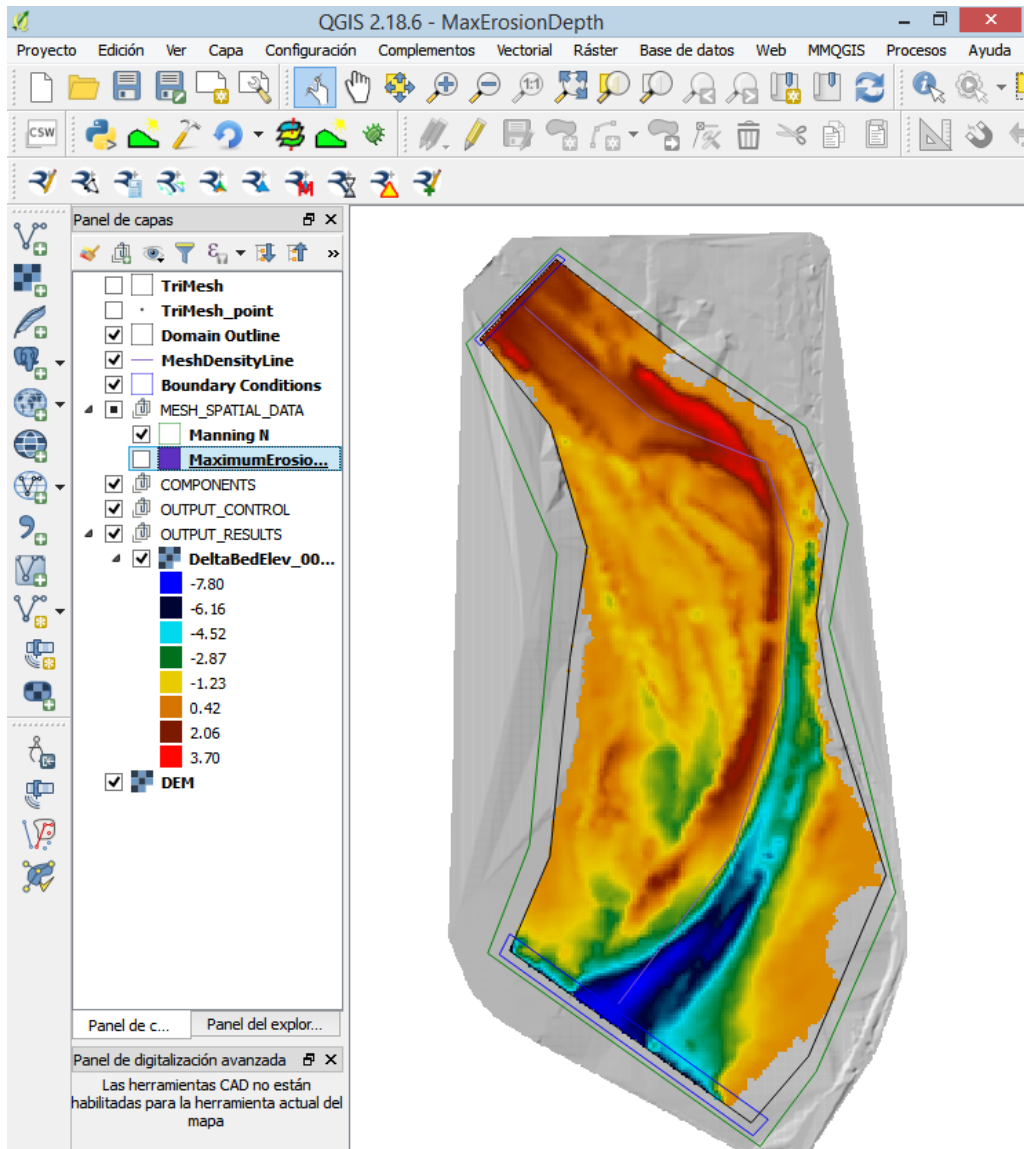 QGIS 2.18.6 - MaxErosionDepth
Proyecto Edición Ver Capa Configuración Complementos Vectorial Ráster Base de datos Web MMQGIS Procesos Ayuda
1:1
CSW
M
Panel de capas
ε »
TriMesh
TriMesh_point
Domain Outline
MeshDensityLine
Boundary Conditions
MESH_SPATIAL_DATA
Manning N
MaximumErosio...
COMPONENTS
OUTPUT_CONTROL
OUTPUT_RESULTS
DeltaBedElev_00...
-7.80
-6.16
-4.52
-2.87
-1.23
0.42
2.06
3.70
DEM
Panel de c... Panel del explor...
Panel de digitalización avanzada
Las herramientas CAD no están
habilitadas para la herramienta actual del
mapa